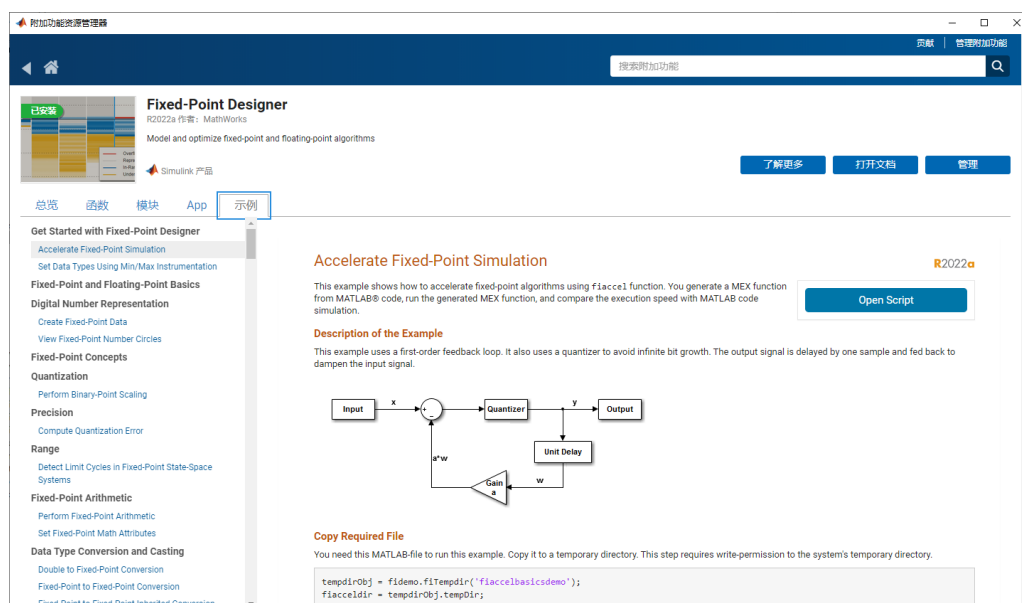 附加功能资源管理器
贡献 | 管理附加功能
搜索附加功能
已安装
Fixed-Point Designer
R2022a 作者：MathWorks
Model and optimize fixed-point and floating-point algorithms
Simulink 产品
了解更多 打开文档 管理
总览 函数 模块 App 示例
Get Started with Fixed-Point Designer
Accelerate Fixed-Point Simulation
Set Data Types Using Min/Max Instrumentation
Fixed-Point and Floating-Point Basics
Digital Number Representation
Create Fixed-Point Data
View Fixed-Point Number Circles
Fixed-Point Concepts
Quantization
Perform Binary-Point Scaling
Precision
Compute Quantization Error
Range
Detect Limit Cycles in Fixed-Point State-Space
Systems
Fixed-Point Arithmetic
Perform Fixed-Point Arithmetic
Set Fixed-Point Math Attributes
Data Type Conversion and Casting
Double to Fixed-Point Conversion
Fixed-Point to Fixed-Point Conversion
Fixed-Point to Fixed-Point Inherited Conversion
Accelerate Fixed-Point Simulation
R2022a
This example shows how to accelerate fixed-point algorithms using fiaccel function. You generate a MEX function
from MATLAB® code, run the generated MEX function, and compare the execution speed with MATLAB code
simulation.
Open Script
Description of the Example
This example uses a first-order feedback loop. It also uses a quantizer to avoid infinite bit growth. The output signal is delayed by one sample and fed back to
dampen the input signal.
Input x + - Quantizer y Output
Unit Delay
a*w
Gain
a
w
Copy Required File
You need this MATLAB-file to run this example. Copy it to a temporary directory. This step requires write-permission to the system's temporary directory.
tempdirObj = fidemo.fiTempdir('fiaccelbasicsdemo');
fiacceldir = tempdirObj.tempDir;